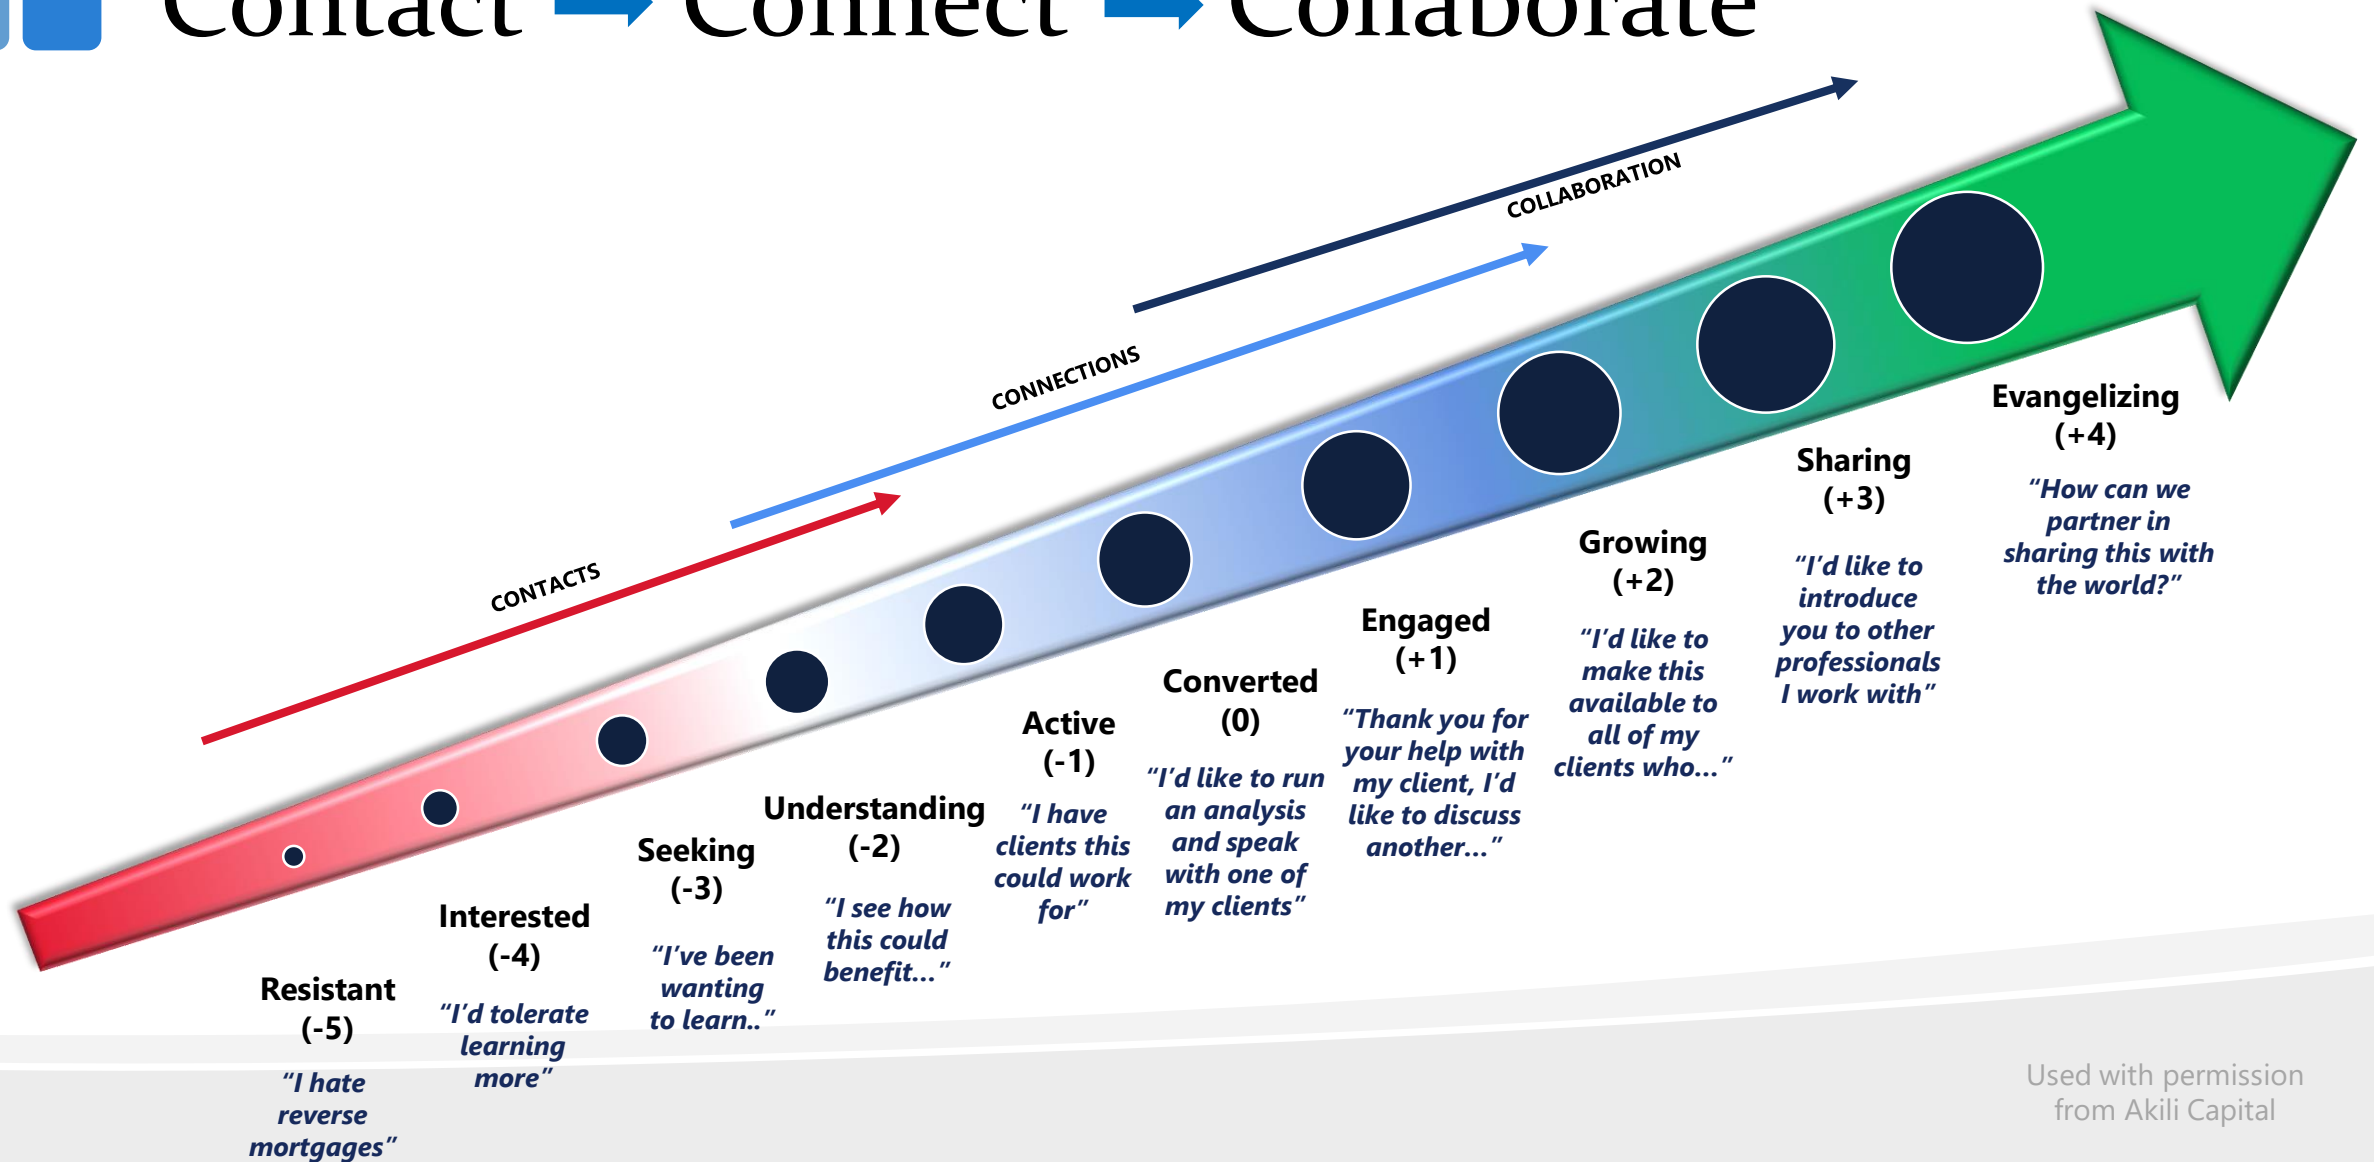 Contact Connect Collaborate
COLLABORATION
CONNECTIONS
CONTACTS
Resistant
(-5)
“I hate
reverse
mortgages”
Interested
(-4)
“I’d tolerate
learning
more”
Seeking
(-3)
“I’ve been
wanting
to learn..”
Understanding
(-2)
“I see how
this could
benefit...”
Active
(-1)
“I have
clients this
could work
for”
Converted
(0)
“I’d like to run
an analysis
and speak
with one of
my clients”
Engaged
(+1)
“Thank you for
your help with
my client, I’d
like to discuss
another...”
Growing
(+2)
“I’d like to
make this
available to
all of my
clients who...”
Sharing
(+3)
“I’d like to
introduce
you to other
professionals
I work with”
Evangelizing
(+4)
“How can we
partner in
sharing this with
the world?”
Used with permission
from Akili Capital